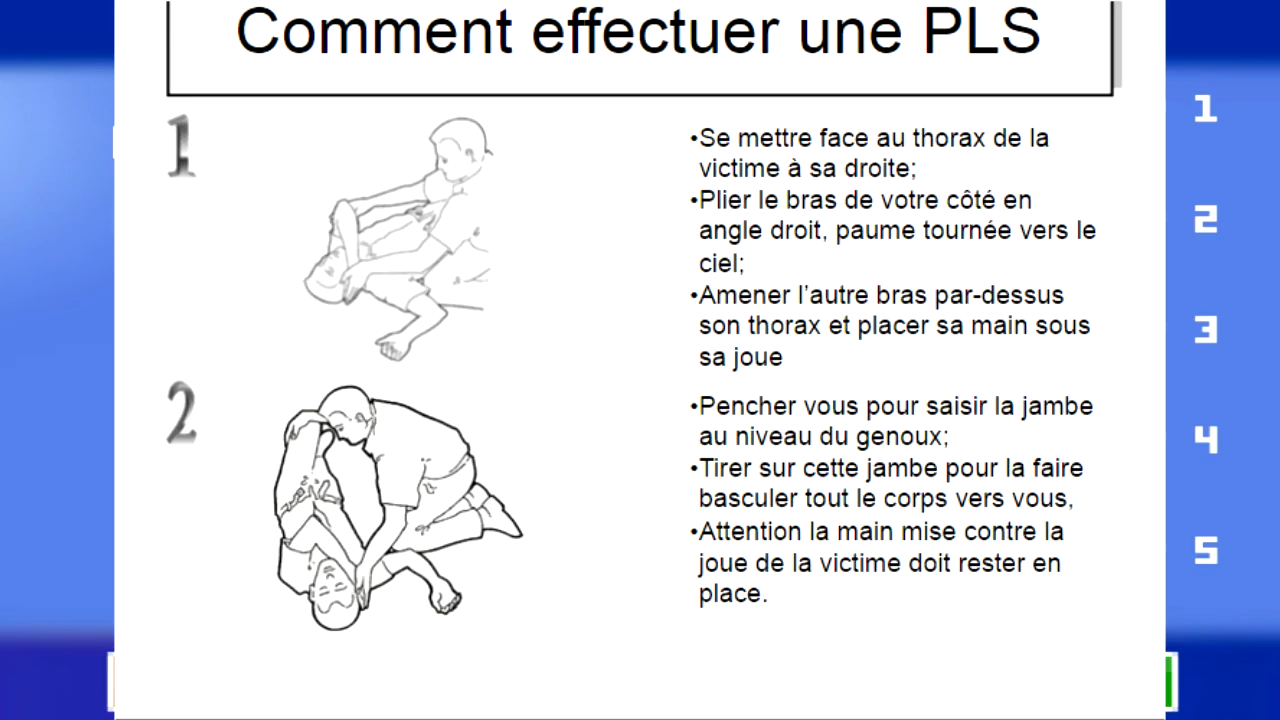 Comment effectuer une PLS
1
•Se mettre face au thorax de la
victime à sa droite;
•Plier le bras de votre côté en
angle droit, paume tournée vers le
ciel;
•Amener l'autre bras par-dessus
son thorax et placer sa main sous
sa joue
2
•Pencher vous pour saisir la jambe
au niveau du genoux;
•Tirer sur cette jambe pour la faire
basculer tout le corps vers vous,
•Attention la main mise contre la
joue de la victime doit rester en
place.
1
2
3
4
5